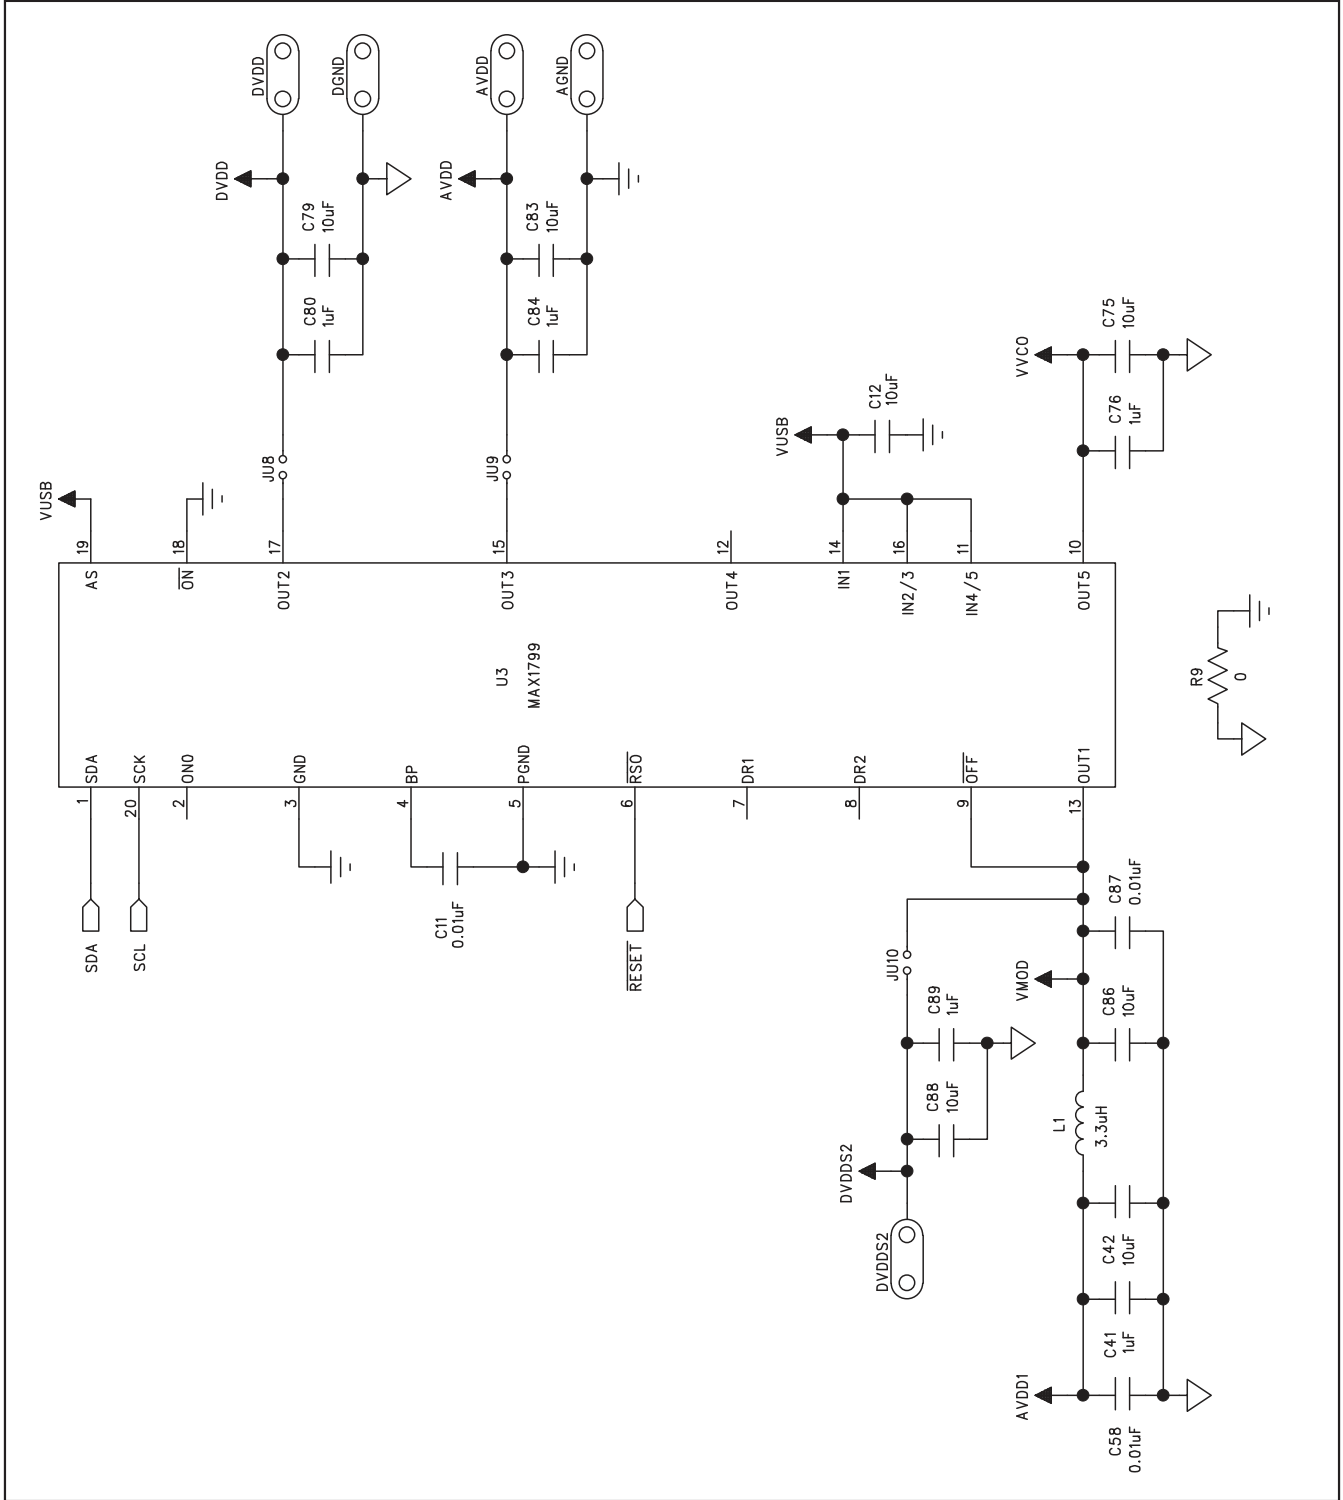 DVDD
DGND
AVDD
AGND
DVDD
AVDD
C79
10uF
C83
10uF
C80
1uF
C84
1uF
JU8
JU9
VUSB
VUSB
C12
10uF
VVCO
C75
10uF
C76
1uF
19
18
17
15
12
14
16
11
10
AS
ON
OUT2
OUT3
OUT4
IN1
IN2/3
IN4/5
OUT5
U3
MAX1799
R9
0
SDA
SCK
ONO
GND
BP
PGND
RSO
DR1
DR2
OFF
OUT1
1
20
2
3
4
5
6
7
8
9
13
SDA
SCL
C11
0.01uF
RESET
JU10
C87
0.01uF
VMOD
C89
1uF
C86
10uF
C88
10uF
L1
3.3uH
DVDDS2
DVDDS2
C42
10uF
C41
1uF
AVDD1
C58
0.01uF